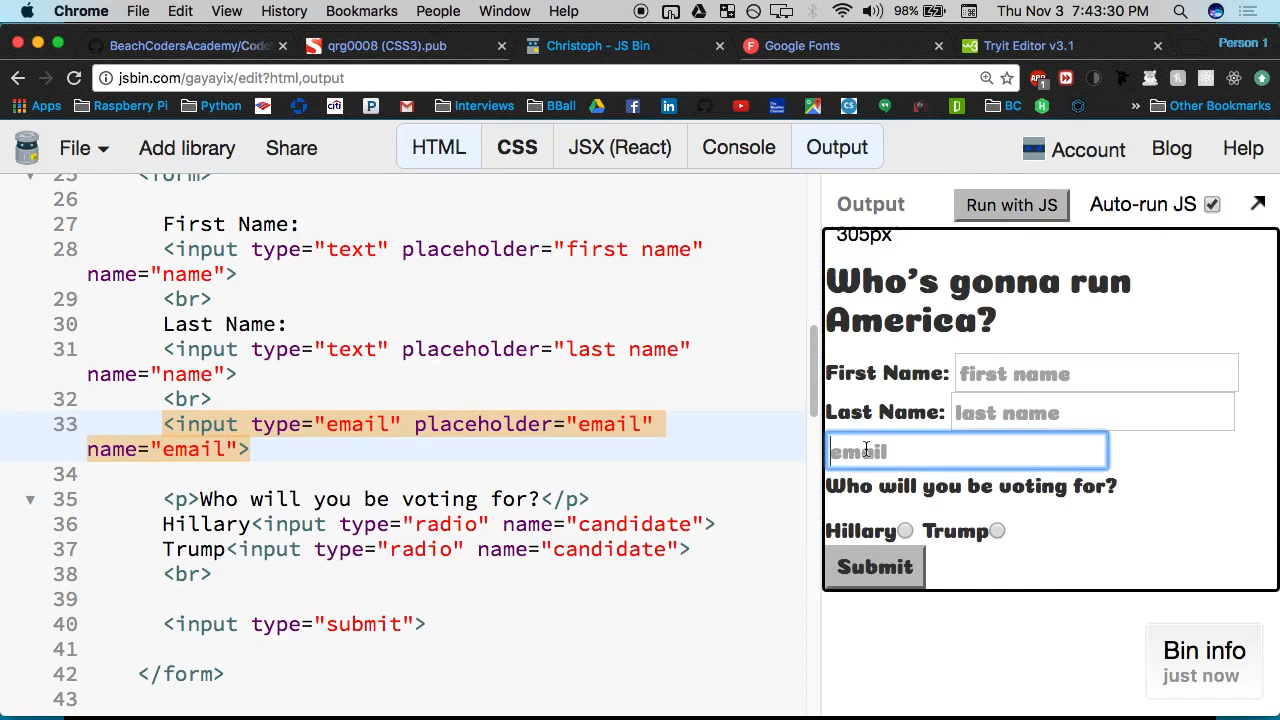 Chrome File Edit View History Bookmarks People Window Help 98% Thu Nov 3 7:43:30 PM
BeachCodersAcademy/Code qrg0008 (CSS3).pub Christoph - JS Bin Google Fonts Tryit Editor v3.1 Person 1
jsbin.com/gayayix/edit?html,output
Apps Raspberry Pi Python Interviews BBall BC » Other Bookmarks
File Add library Share HTML CSS JSX (React) Console Output Account Blog Help
25 <form>
26
27 First Name:
28 <input type="text" placeholder="first name"
name="name">
29 <br>
30 Last Name:
31 <input type="text" placeholder="last name"
name="name">
32 <br>
33 <input type="email" placeholder="email"
name="email">
34
35 <p>Who will you be voting for?</p>
36 Hillary<input type="radio" name="candidate">
37 Trump<input type="radio" name="candidate">
38 <br>
39
40 <input type="submit">
41
42 </form>
43
Output Run with JS Auto-run JS
305px
Who's gonna run
America?
First Name: first name
Last Name: last name
email
Who will you be voting for?
Hillary Trump
Submit
Bin info
just now